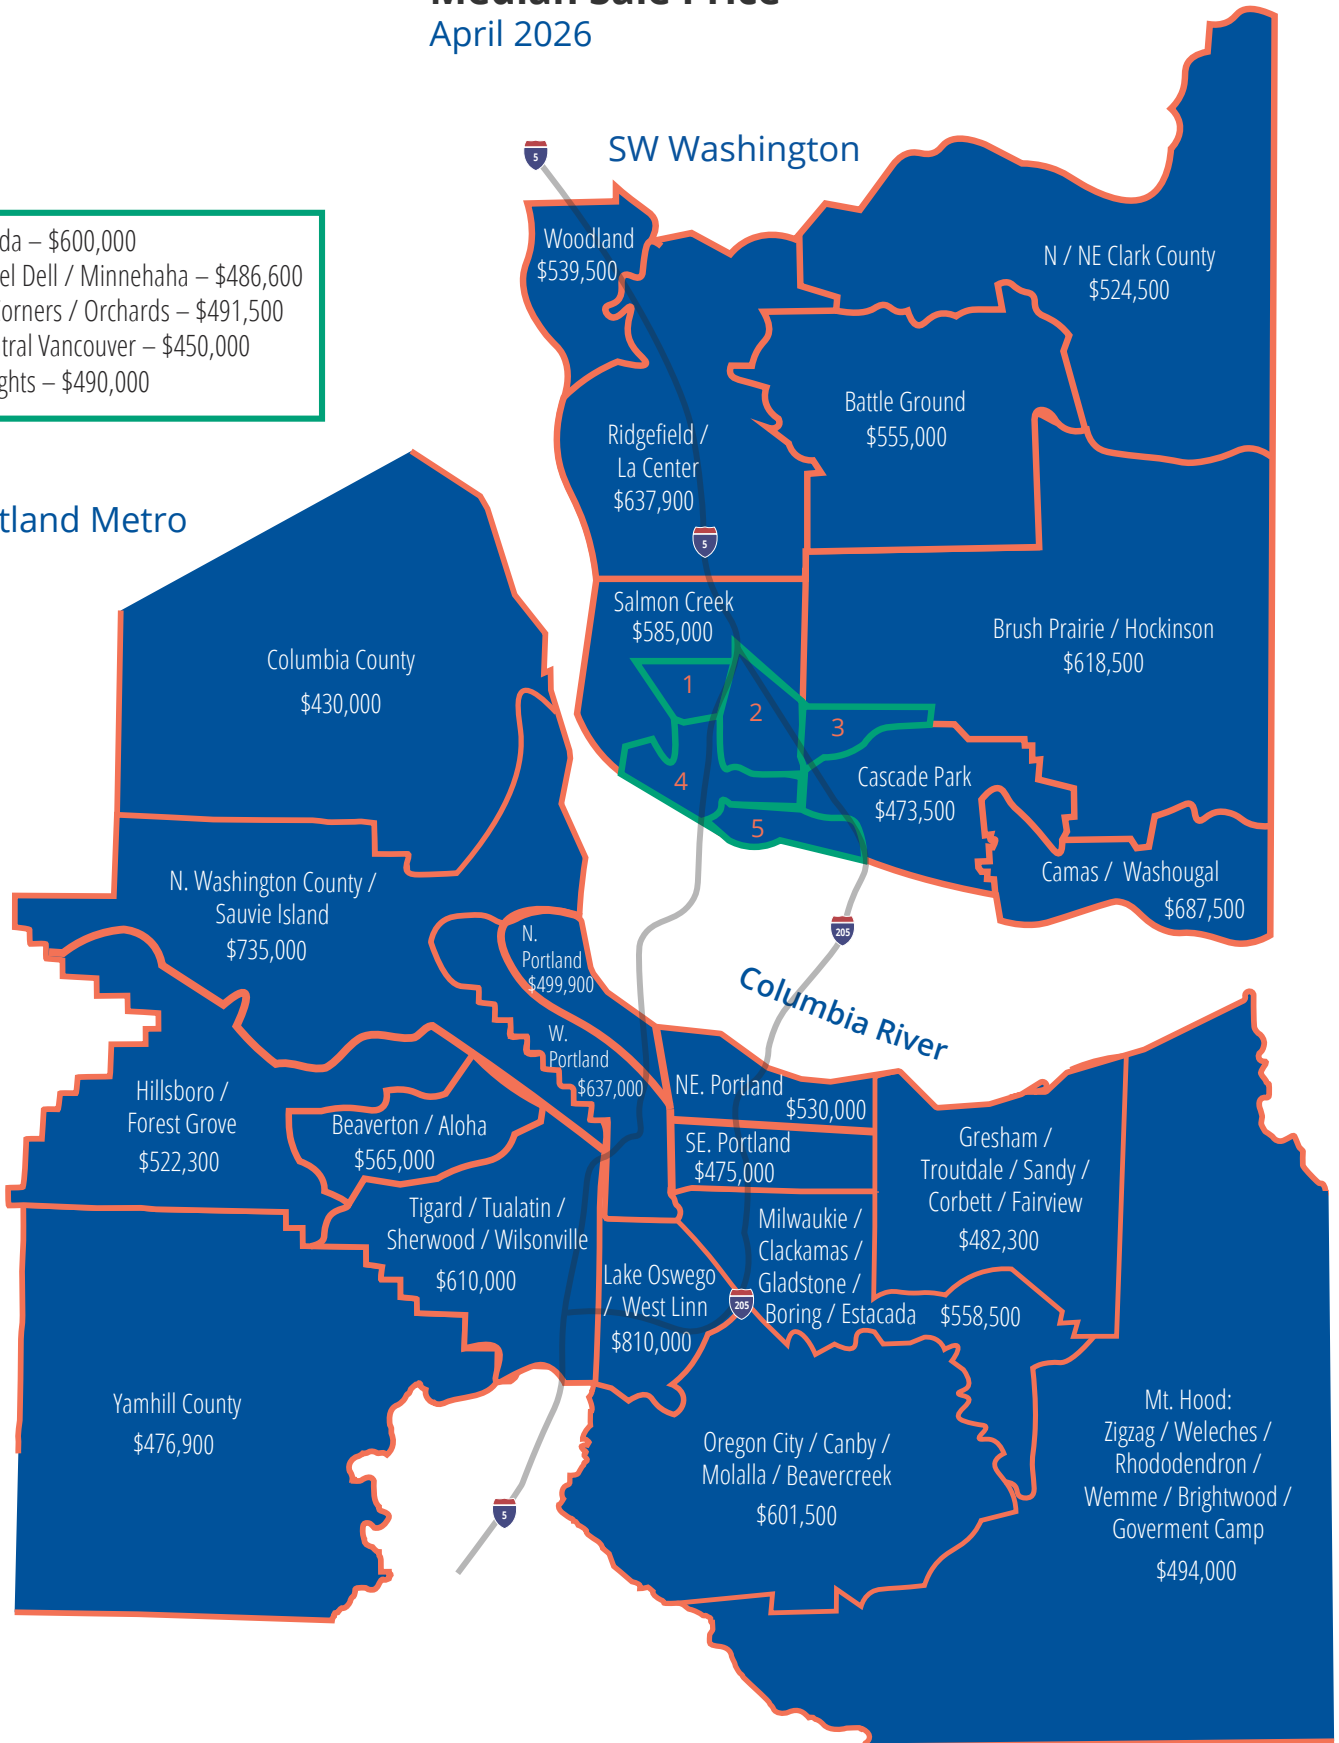 Median Sale Price
April 2026
SW Washington
da – $600,000
el Dell / Minnehaha – $486,600
orners / Orchards – $491,500
tral Vancouver – $450,000
ghts – $490,000
tland Metro
5
Woodland
$539,500
N / NE Clark County
$524,500
Battle Ground
$555,000
Ridgefield /
La Center
$637,900
5
Salmon Creek
$585,000
Brush Prairie / Hockinson
$618,500
1
2
3
4
5
Cascade Park
$473,500
Camas / Washougal
$687,500
205
Columbia River
Columbia County
$430,000
N. Washington County /
Sauvie Island
$735,000
N.
Portland
$499,900
W.
Portland
$637,000
NE. Portland
$530,000
SE. Portland
$475,000
Hillsboro /
Forest Grove
$522,300
Beaverton / Aloha
$565,000
Tigard / Tualatin /
Sherwood / Wilsonville
$610,000
Lake Oswego
/ West Linn
$810,000
205
Milwaukie /
Clackamas /
Gladstone /
Boring / Estacada $558,500
Gresham /
Troutdale / Sandy /
Corbett / Fairview
$482,300
Yamhill County
$476,900
5
Oregon City / Canby /
Molalla / Beavercreek
$601,500
Mt. Hood:
Zigzag / Weleches /
Rhododendron /
Wemme / Brightwood /
Goverment Camp
$494,000